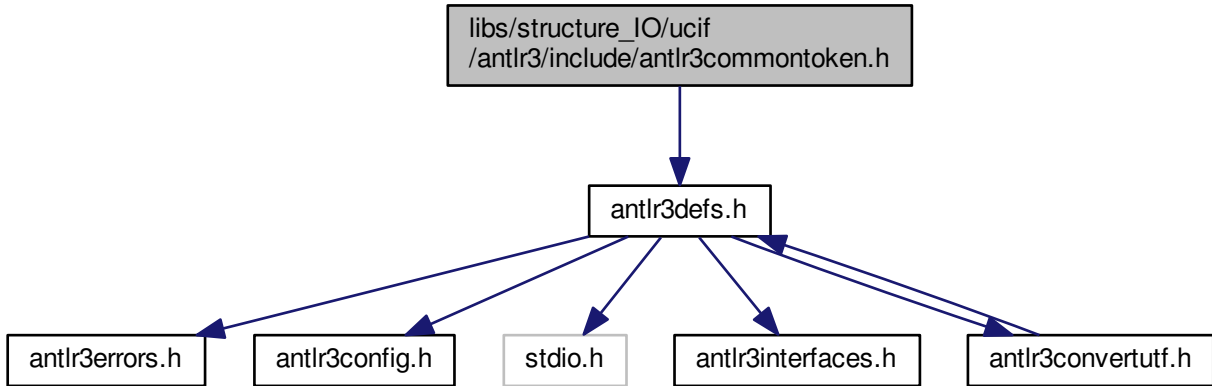 libs/structure_IO/ucif
/antlr3/include/antlr3commontoken.h
antlr3defs.h
antlr3errors.h
antlr3config.h
stdio.h
antlr3interfaces.h
antlr3convertutf.h